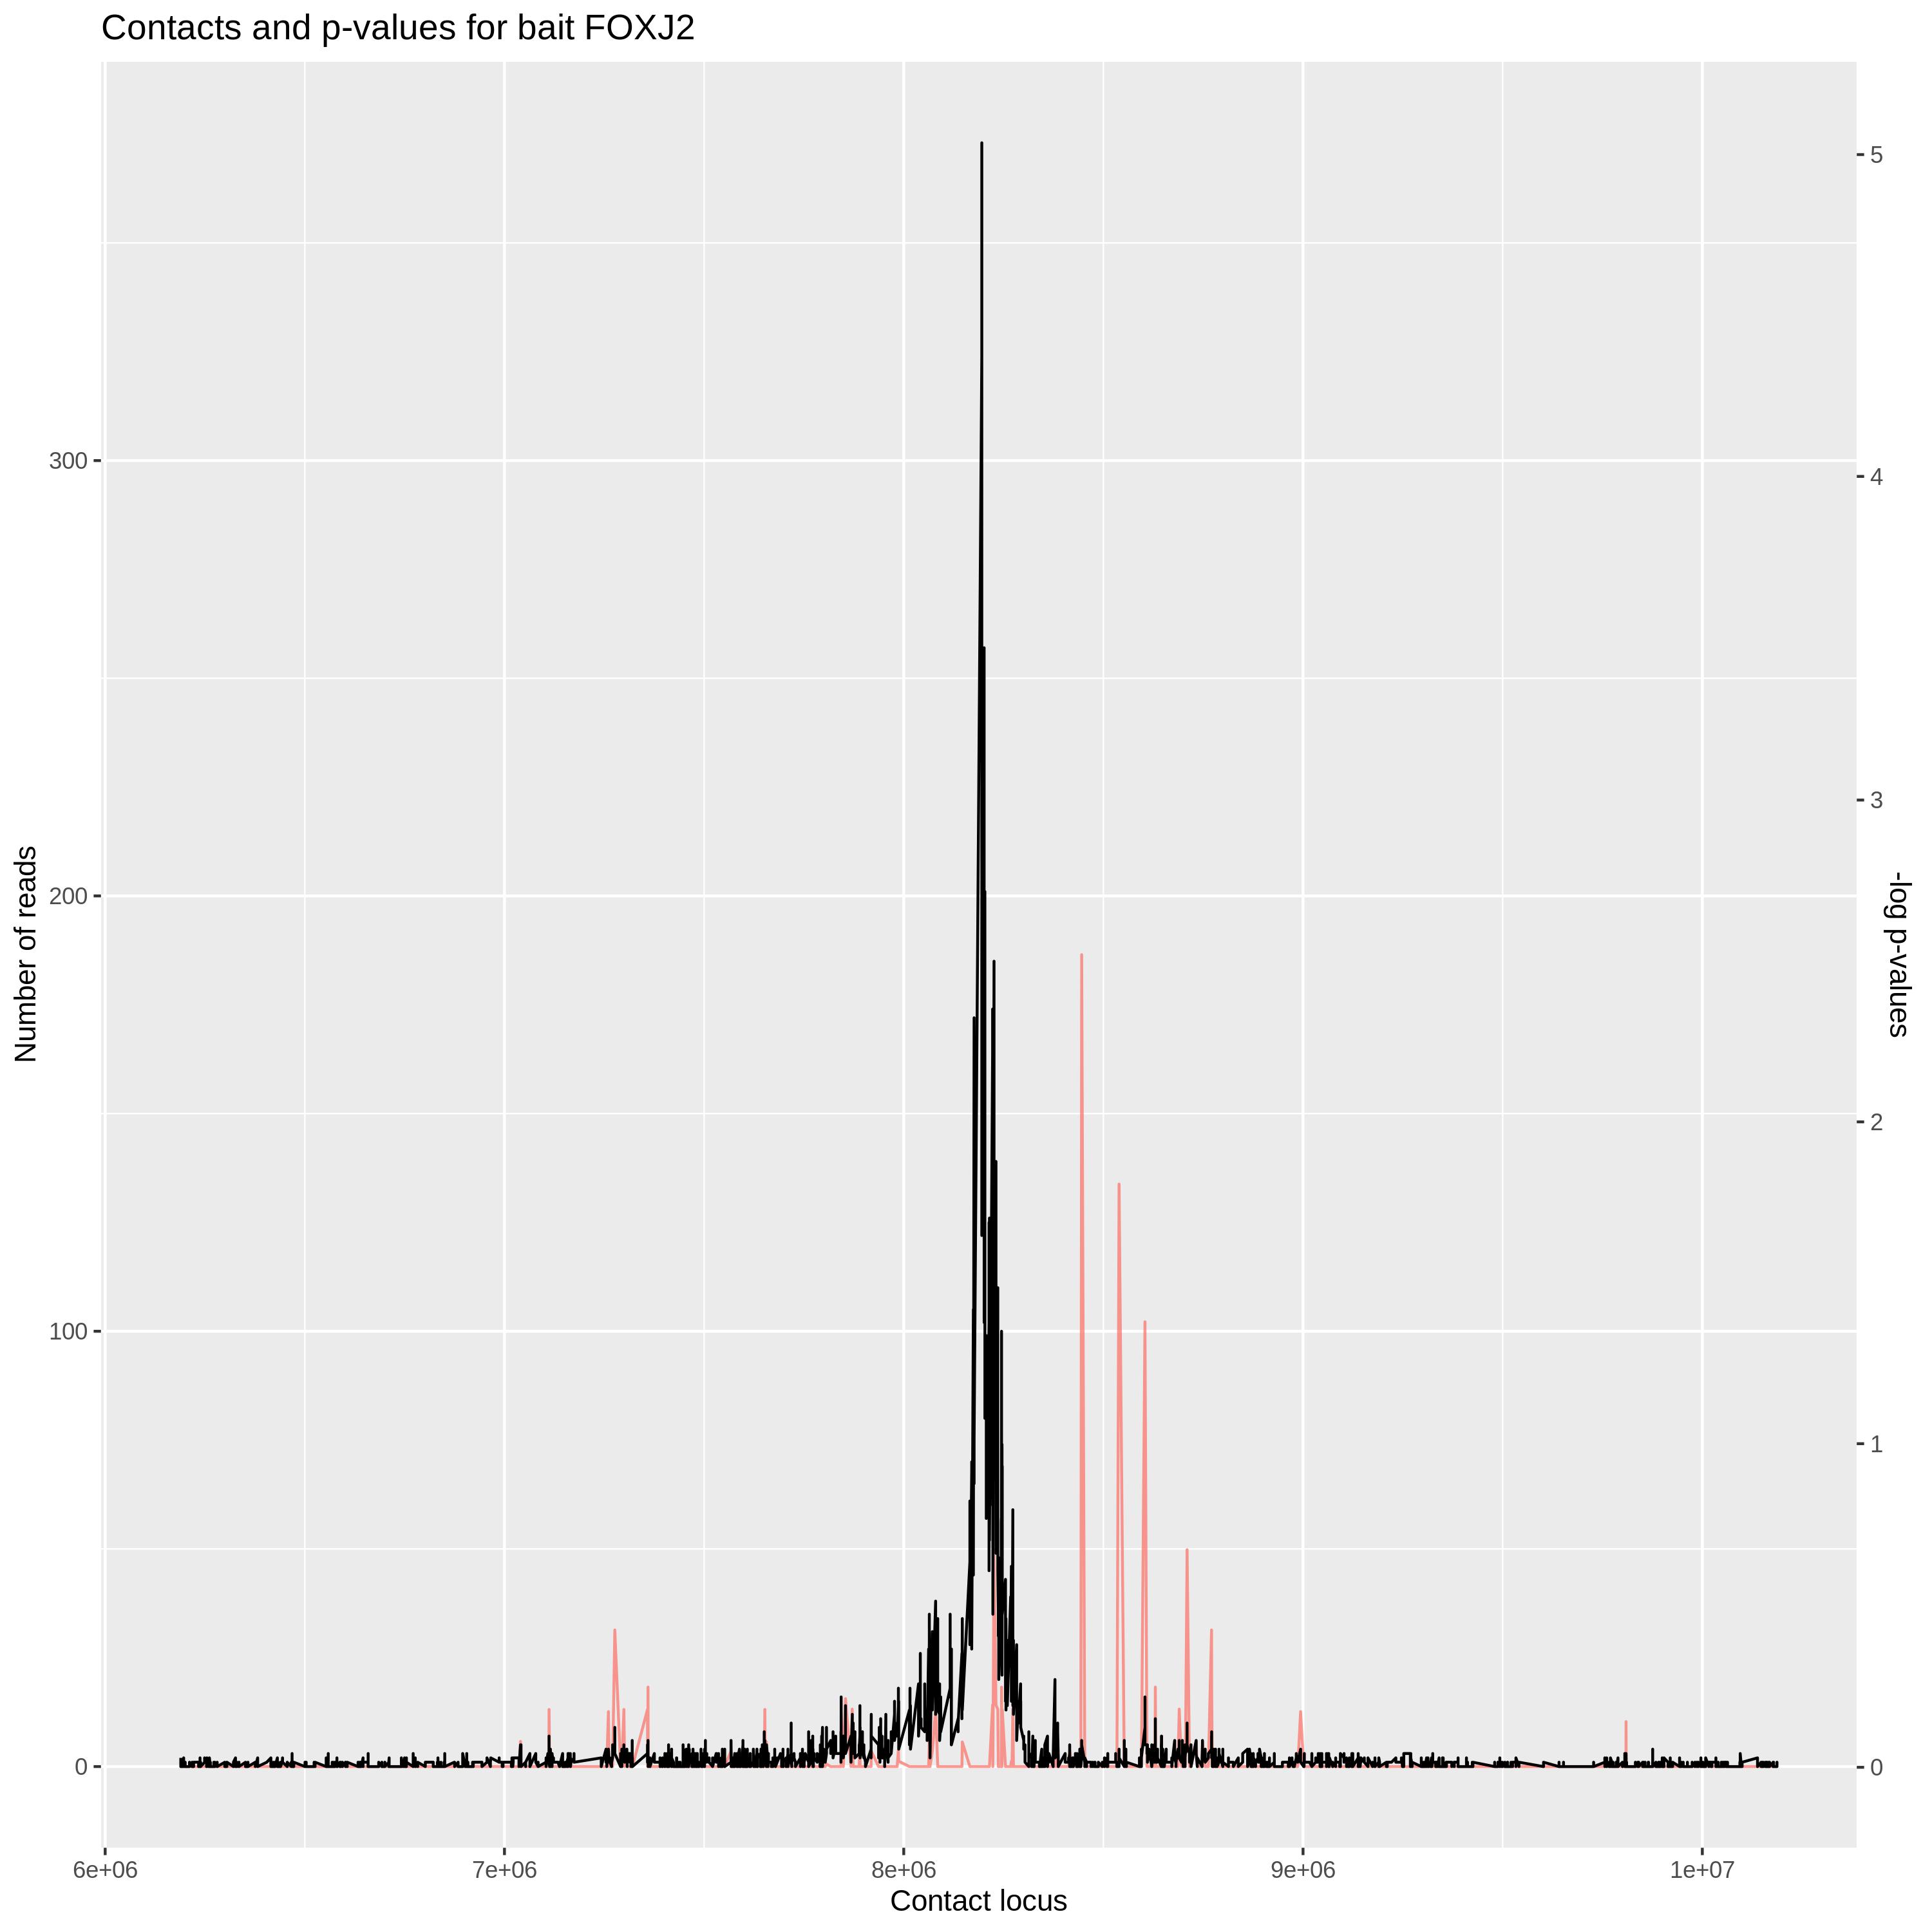 Contacts and p-values for bait FOXJ2
Number of reads
300
200
100
0
5
4
3
2
1
0
-log p-values
6e+06
7e+06
8e+06
9e+06
1e+07
Contact locus